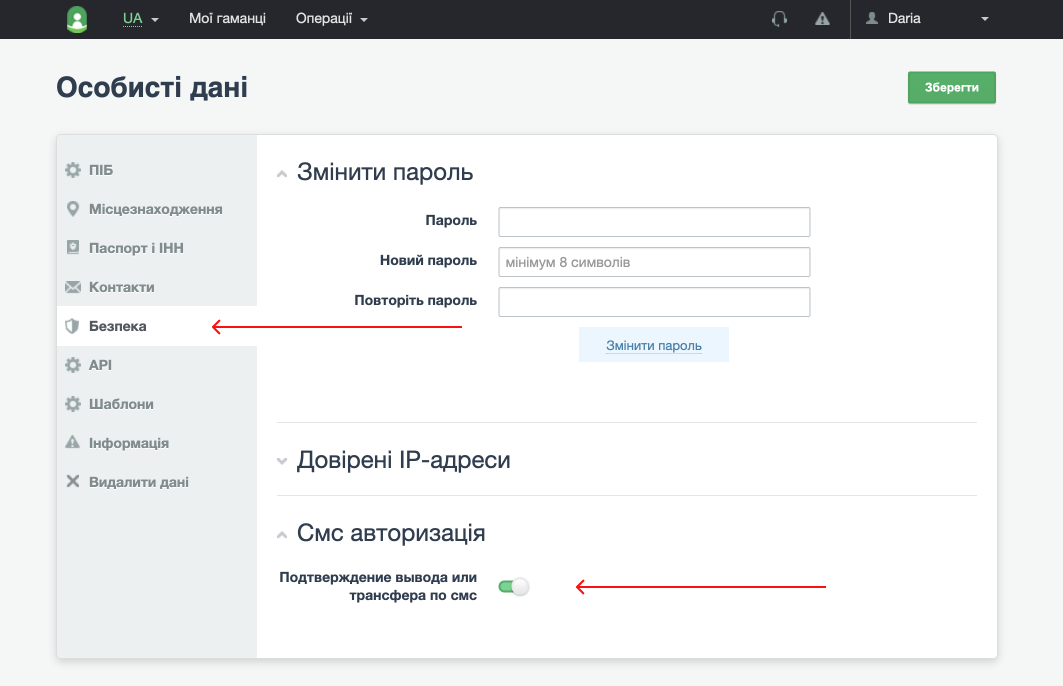 UA Мої гаманці Операції Daria
Особисті дані
Зберегти
ПІБ
Місцезнаходження
Паспорт і ІНН
Контакти
Безпека
API
Шаблони
Інформація
Видалити дані
Змінити пароль
Пароль
Новий пароль мінімум 8 символів
Повторіть пароль
Змінити пароль
Довірені IP-адреси
Смс авторизація
Подтверждение вывода или
трансфера по смс